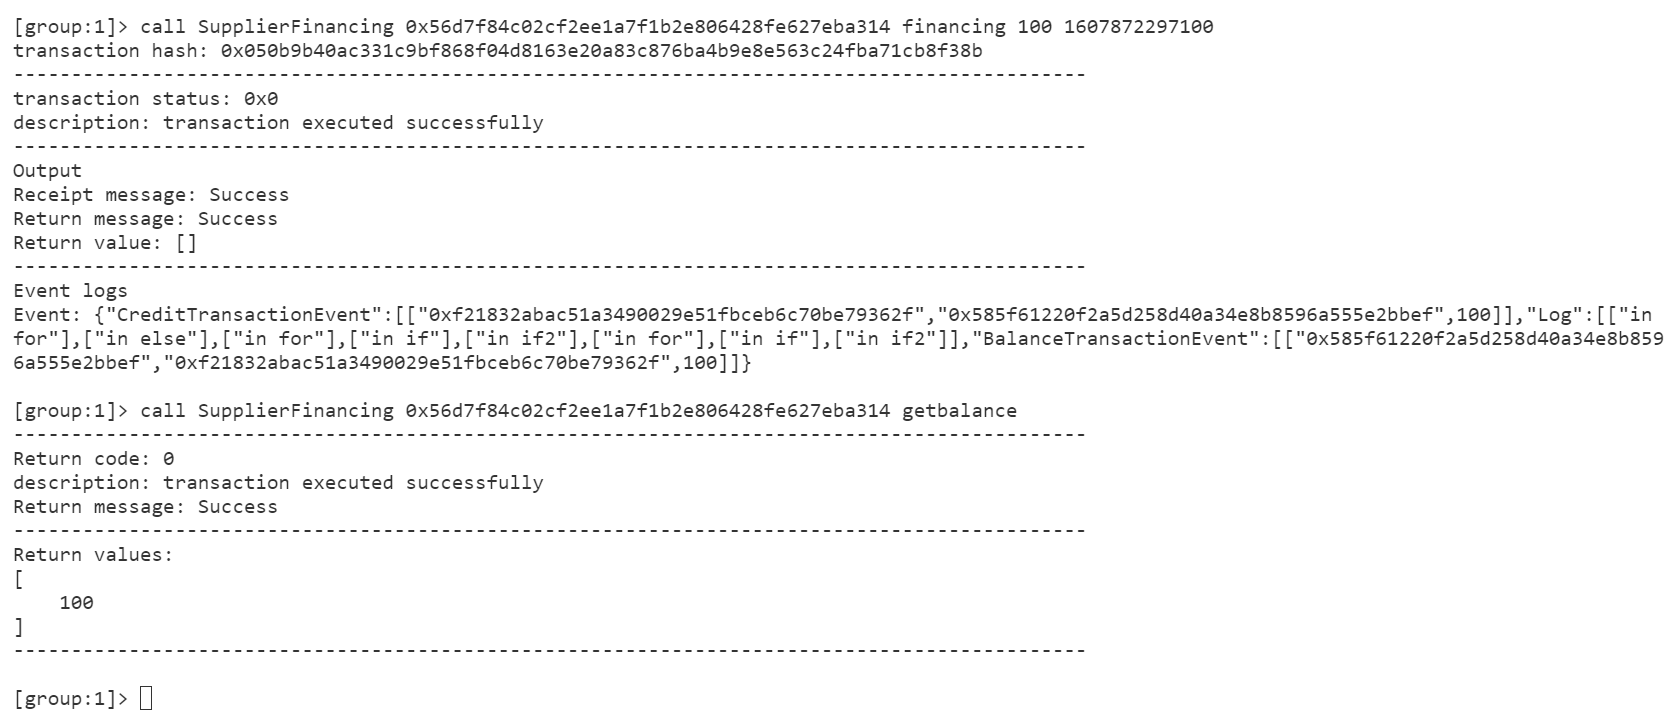 [group:1]> call SupplierFinancing 0x56d7f84c02cf2ee1a7f1b2e806428fe627eba314 financing 100 1607872297100
transaction hash: 0x050b9b40ac331c9bf868f04d8163e20a83c876ba4b9e8e563c24fba71cb8f38b
---------------------------------------------------------------------------------------------
transaction status: 0x0
description: transaction executed successfully
---------------------------------------------------------------------------------------------
Output
Receipt message: Success
Return message: Success
Return value: []
---------------------------------------------------------------------------------------------
Event logs
Event: {"CreditTransactionEvent":[["0xf21832abac51a3490029e51fbceb6c70be79362f","0x585f61220f2a5d258d40a34e8b8596a555e2bbef",100]],"Log":[["in
for"],["in else"],["in for"],["in if"],["in if2"],["in for"],["in if"],["in if2"]],"BalanceTransactionEvent":[["0x585f61220f2a5d258d40a34e8b859
6a555e2bbef","0xf21832abac51a3490029e51fbceb6c70be79362f",100]]}
[group:1]> call SupplierFinancing 0x56d7f84c02cf2ee1a7f1b2e806428fe627eba314 getbalance
---------------------------------------------------------------------------------------------
Return code: 0
description: transaction executed successfully
Return message: Success
---------------------------------------------------------------------------------------------
Return values:
[
    100
]
---------------------------------------------------------------------------------------------
[group:1]>